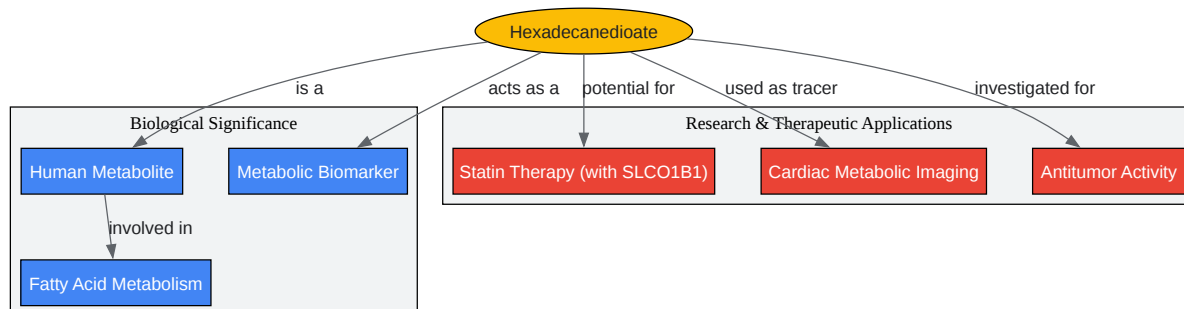 Hexadecanedioate
is a
acts as a
potential for
used as tracer
investigated for
Biological Significance
Research & Therapeutic Applications
Human Metabolite
Metabolic Biomarker
Statin Therapy (with SLCO1B1)
Cardiac Metabolic Imaging
Antitumor Activity
involved in
Fatty Acid Metabolism